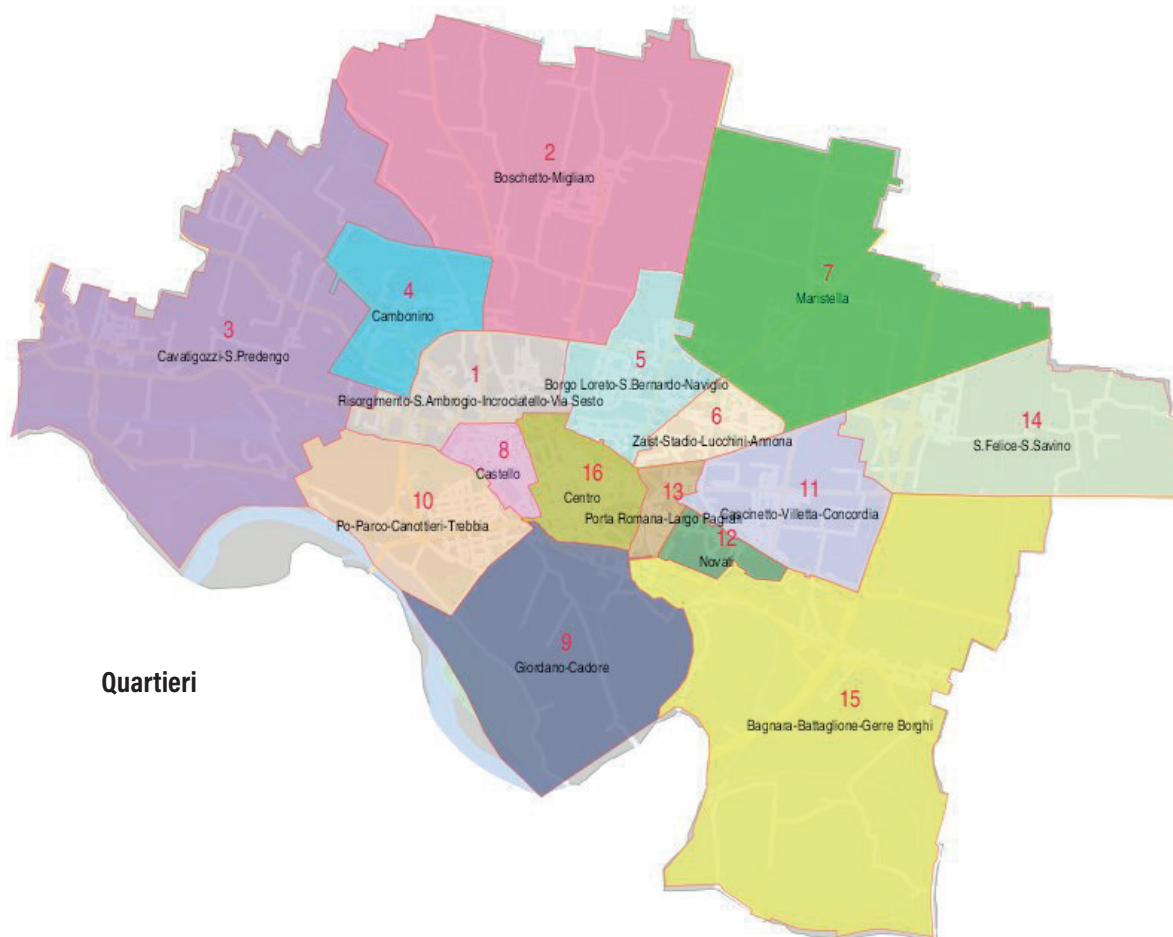 2
Boschetto-Migliaro
7
Maristella
4
Cambonino
3
Cavatigozzi-S.Predengo
5
Borgo Loreto-S.Bernardo-Naviglio
1
Risorgimento-S.Ambrogio-Incrociatello-Via Sesto
6
Zaist-Stadio-Lucchini-Annona
14
S.Felice-S.Savino
8
Castello
16
Centro
13
Porta Romana-Largo Pagliari
11
Cascinetto-Villetta-Concordia
10
Po-Parco-Canottieri-Trebbia
12
Novati
9
Giordano-Cadore
Quartieri
15
Bagnara-Battaglione-Gerre Borghi